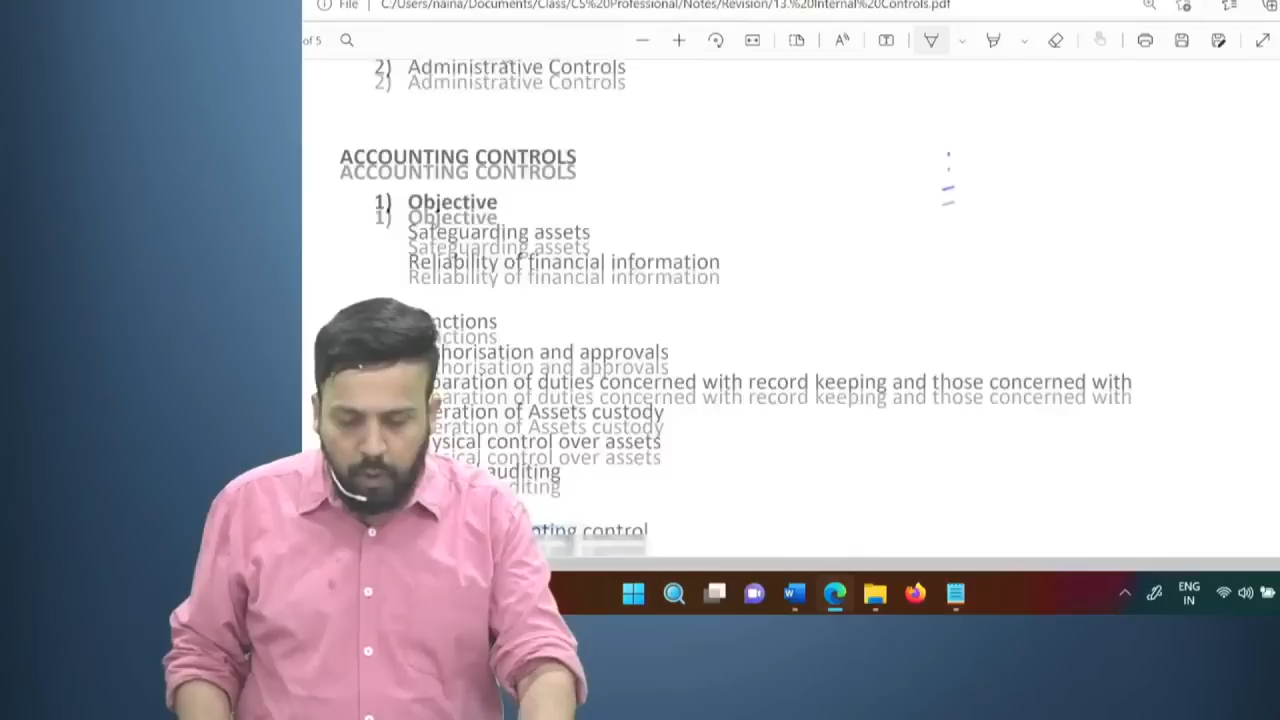 File | C:/Users/naina/Documents/Class/CS%20Professional/Notes/Revision/13.%20Internal%20Controls.pdf
of 5
2) Administrative Controls
ACCOUNTING CONTROLS
1) Objective
Safeguarding assets
Reliability of financial information
nctions
horisation and approvals
paration of duties concerned with record keeping and those concerned with
eration of Assets custody
ysical control over assets
auditing
nting control
ENG
IN